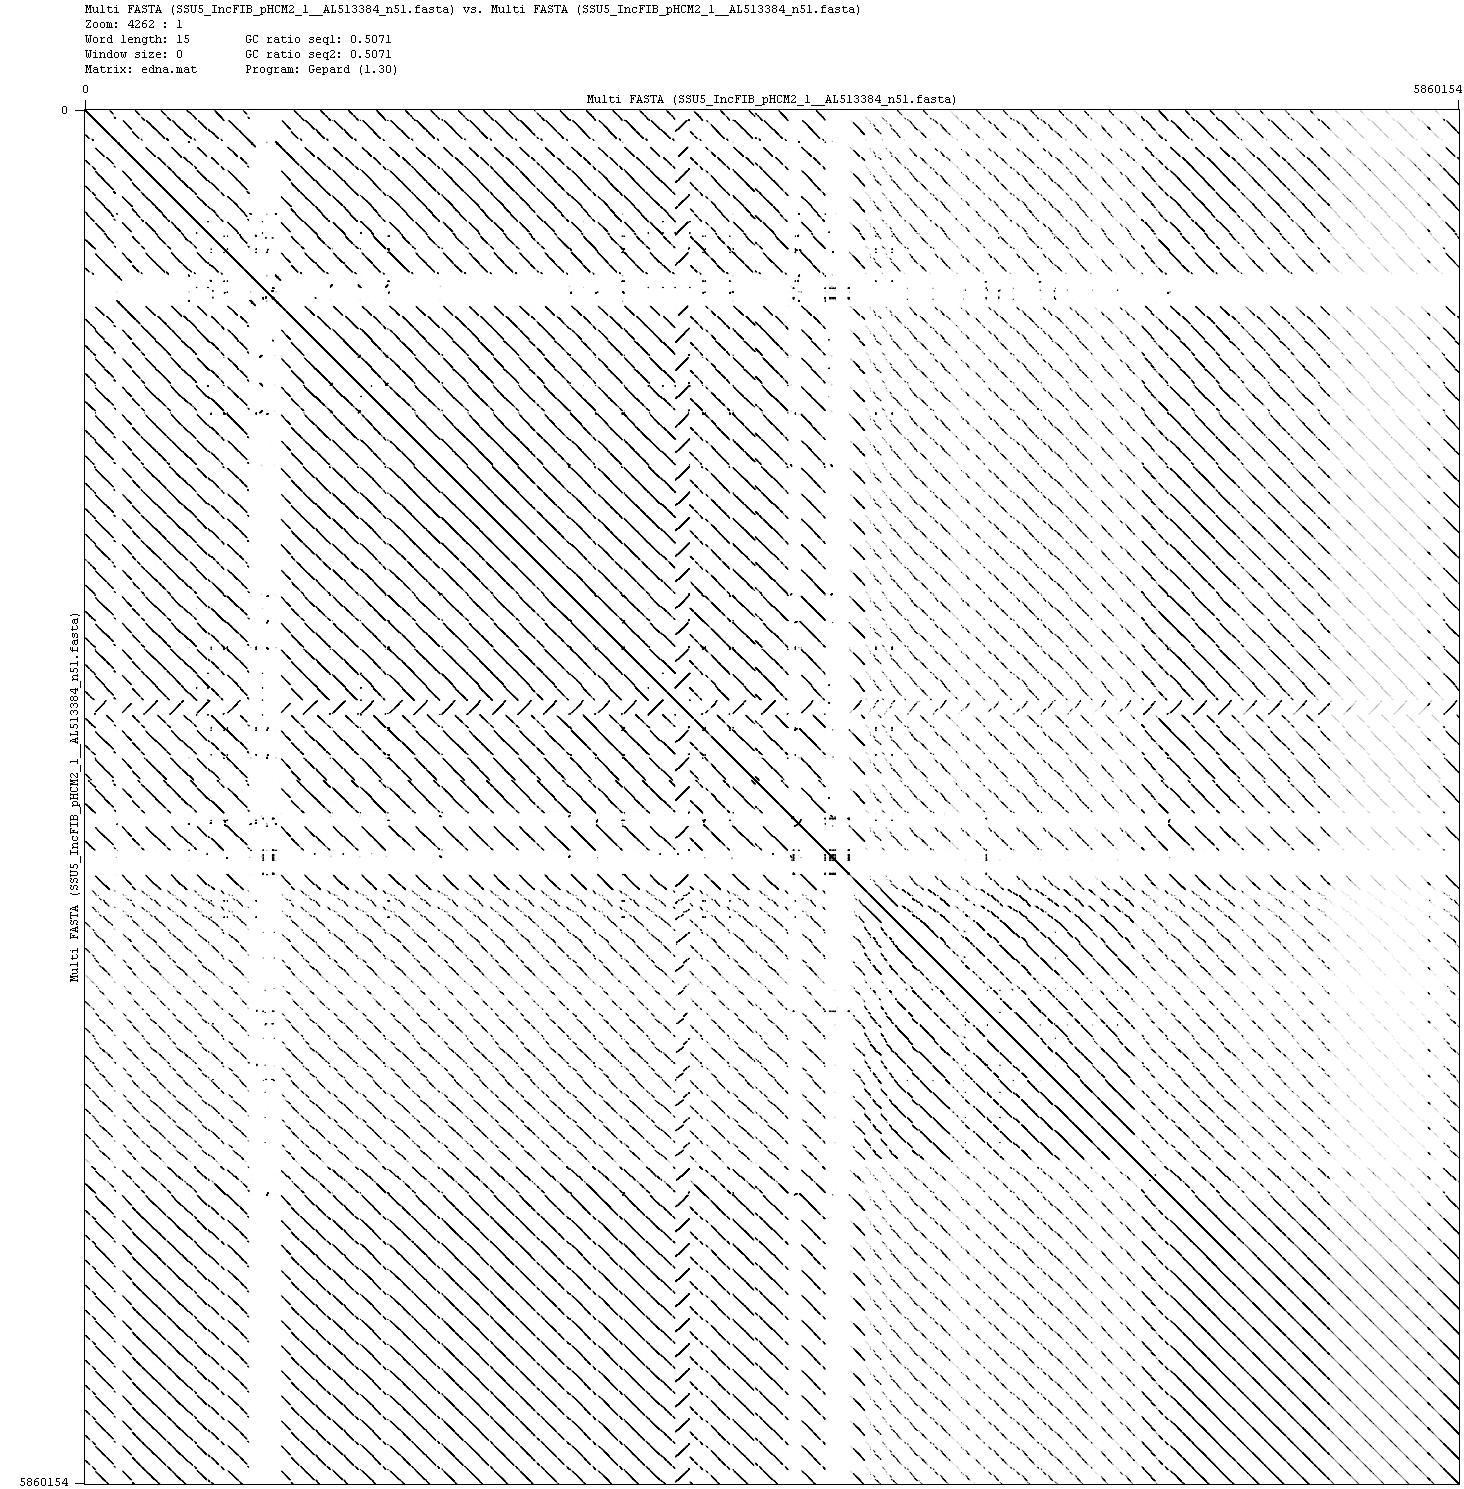 Multi FASTA (SSU5_IncFIB_pHCM2_1__AL513384_n51.fasta) vs. Multi FASTA (SSU5_IncFIB_pHCM2_1__AL513384_n51.fasta)
Zoom: 4262 : 1
Word length: 15 GC ratio seq1: 0.5071
Window size: 0 GC ratio seq2: 0.5071
Matrix: edna.mat Program: Gepard (1.30)
0 5860154
Multi FASTA (SSU5_IncFIB_pHCM2_1__AL513384_n51.fasta)
0
Multi FASTA (SSU5_IncFIB_pHCM2_1__AL513384_n51.fasta)
5860154